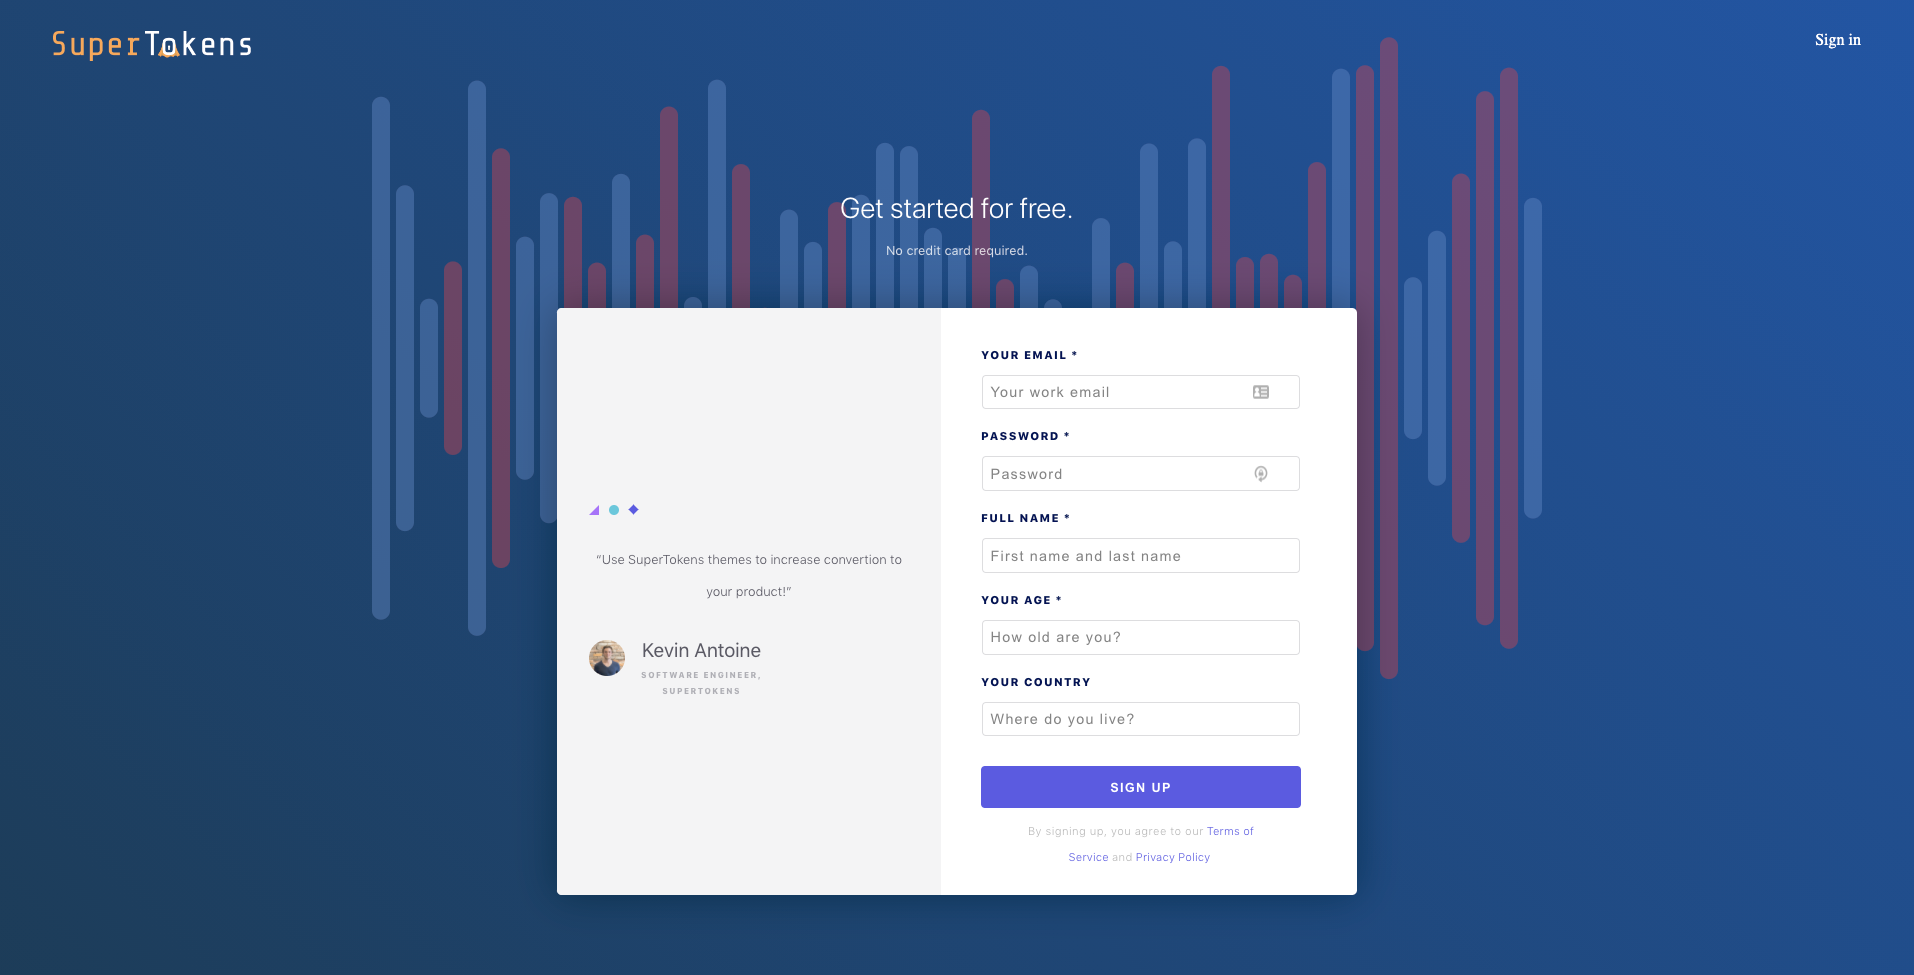 SuperTokens
Sign in
Get started for free.
No credit card required.
YOUR EMAIL *
Your work email
PASSWORD *
Password
FULL NAME *
First name and last name
YOUR AGE *
How old are you?
YOUR COUNTRY
Where do you live?
SIGN UP
By signing up, you agree to our Terms of
Service and Privacy Policy
“Use SuperTokens themes to increase convertion to
your product!”
Kevin Antoine
SOFTWARE ENGINEER,
SUPERTOKENS